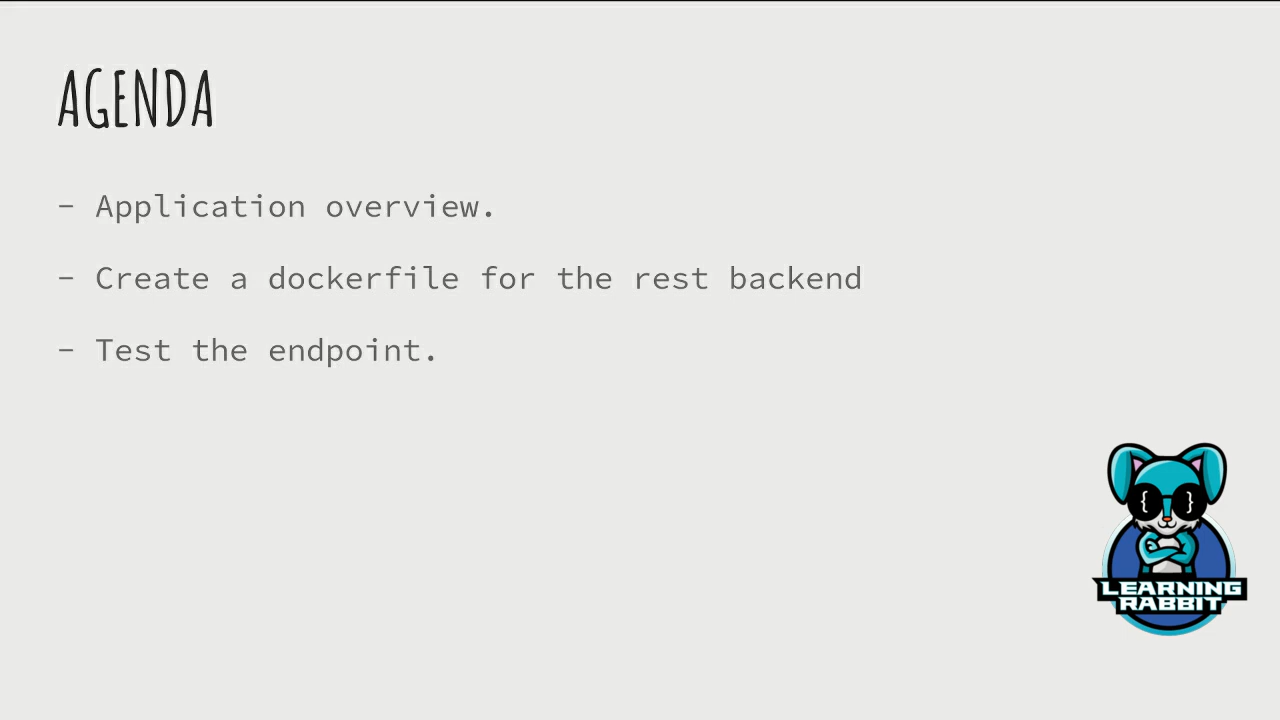 AGENDA
- Application overview.
- Create a dockerfile for the rest backend
- Test the endpoint.
{ }
LEARNING
RABBIT